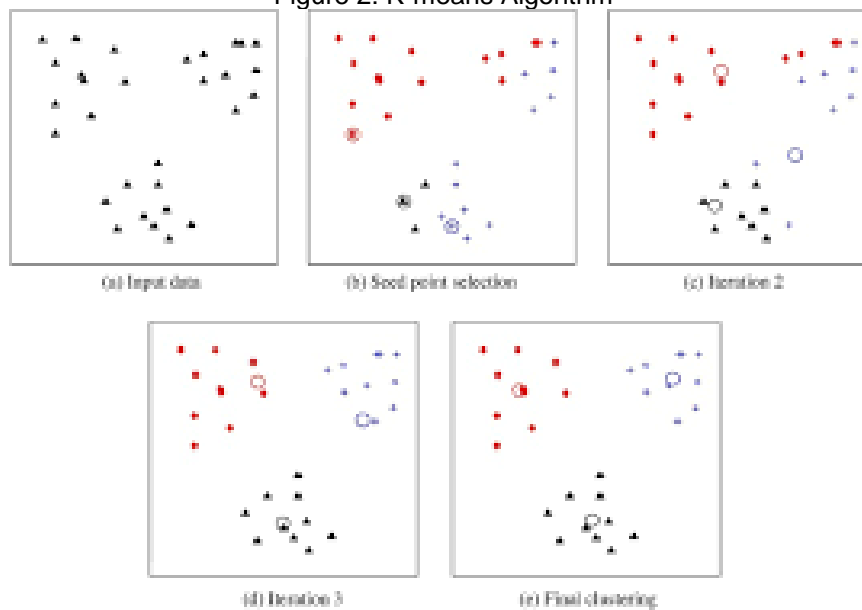 Figure 2. K-means Algorithm
(a) Input data
(b) Seed point selection
(c) Iteration 2
(d) Iteration 3
(e) Final clustering